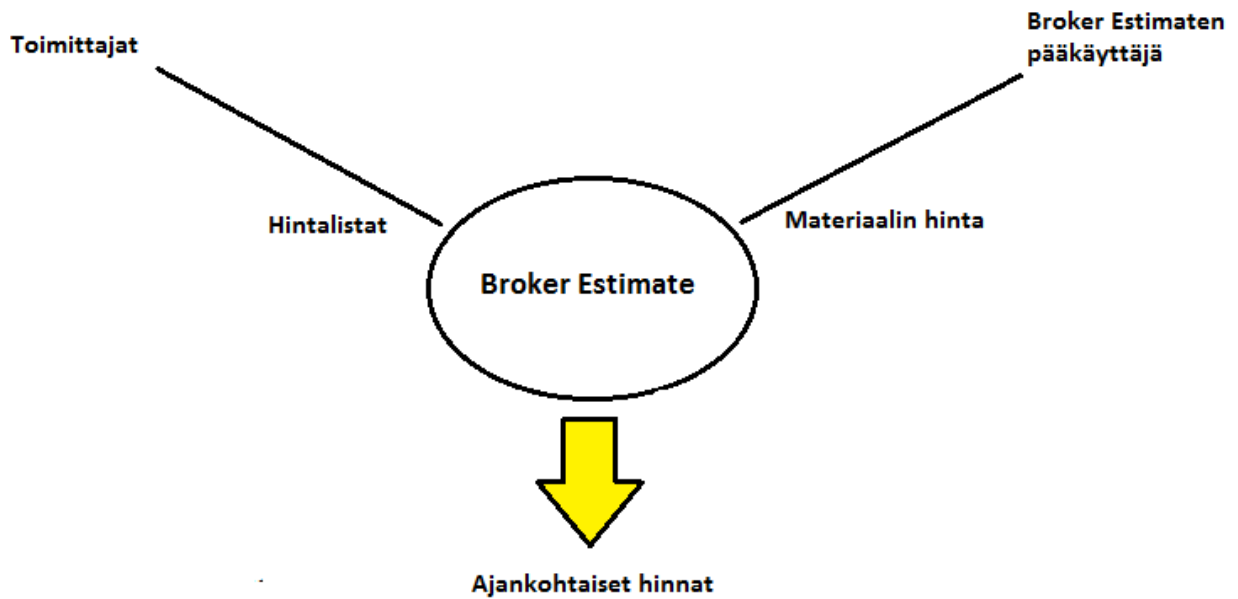 Toimittajat
Broker Estimaten
pääkäyttäjä
Hintalistat
Materiaalin hinta
Broker Estimate
Ajankohtaiset hinnat